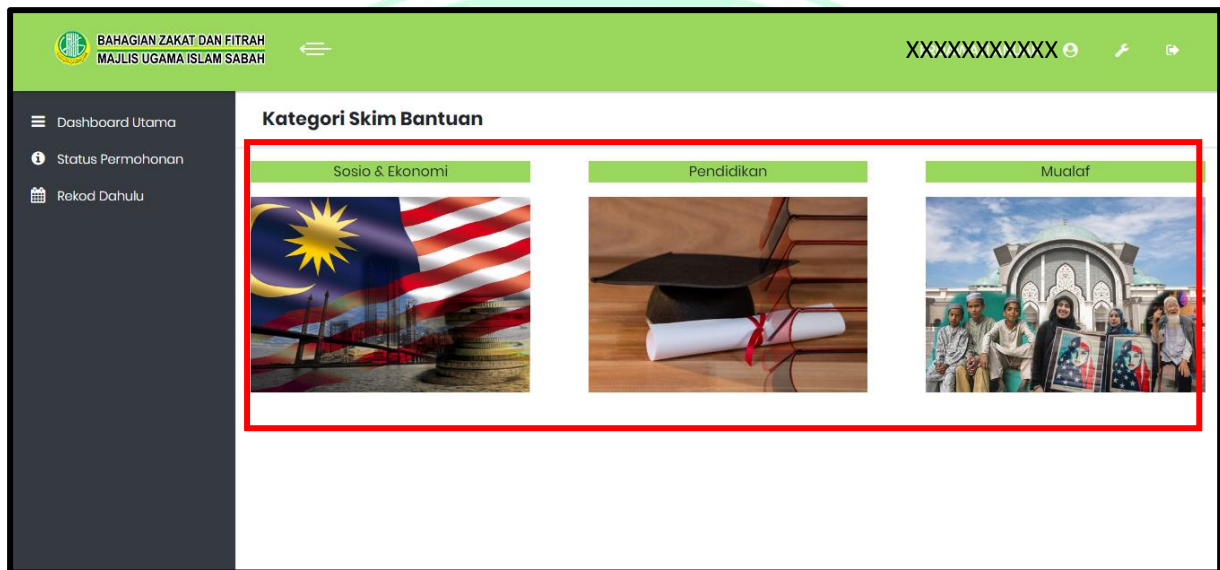 BAHAGIAN ZAKAT DAN FITRAH
MAJLIS UGAMA ISLAM SABAH
XXXXXXXXXXX
Dashboard Utama
Status Permohonan
Rekod Dahulu
Kategori Skim Bantuan
Sosio & Ekonomi
Pendidikan
Mualaf